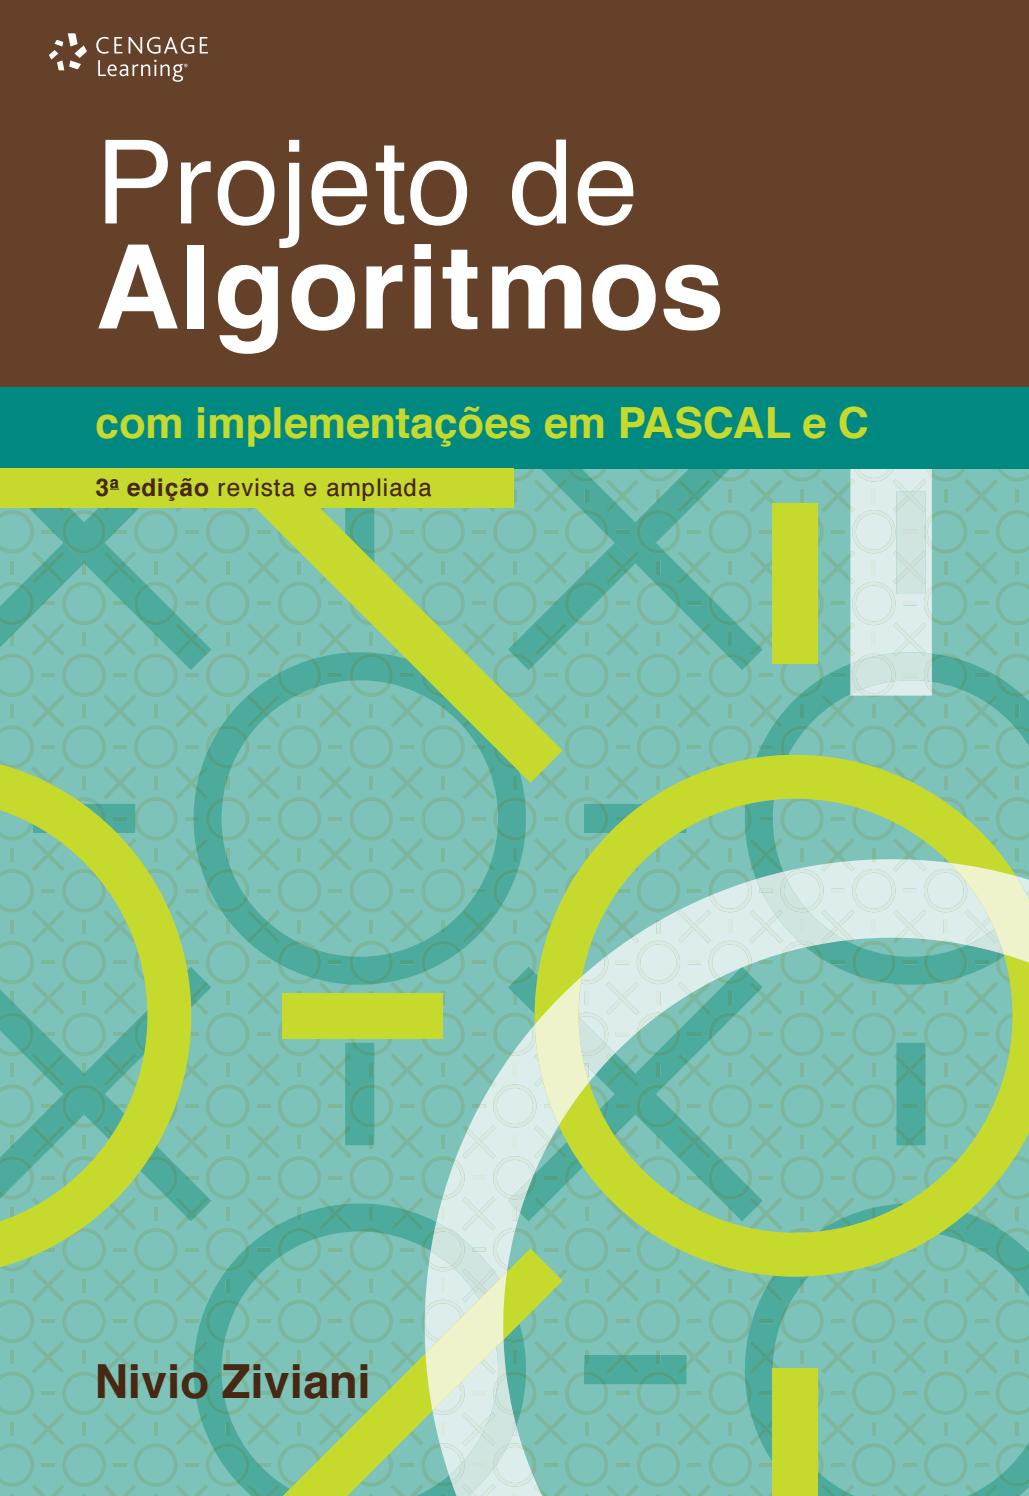 CENGAGE
Learning®
Projeto de
Algoritmos
com implementações em PASCAL e C
3ª edição revista e ampliada
Nivio Ziviani